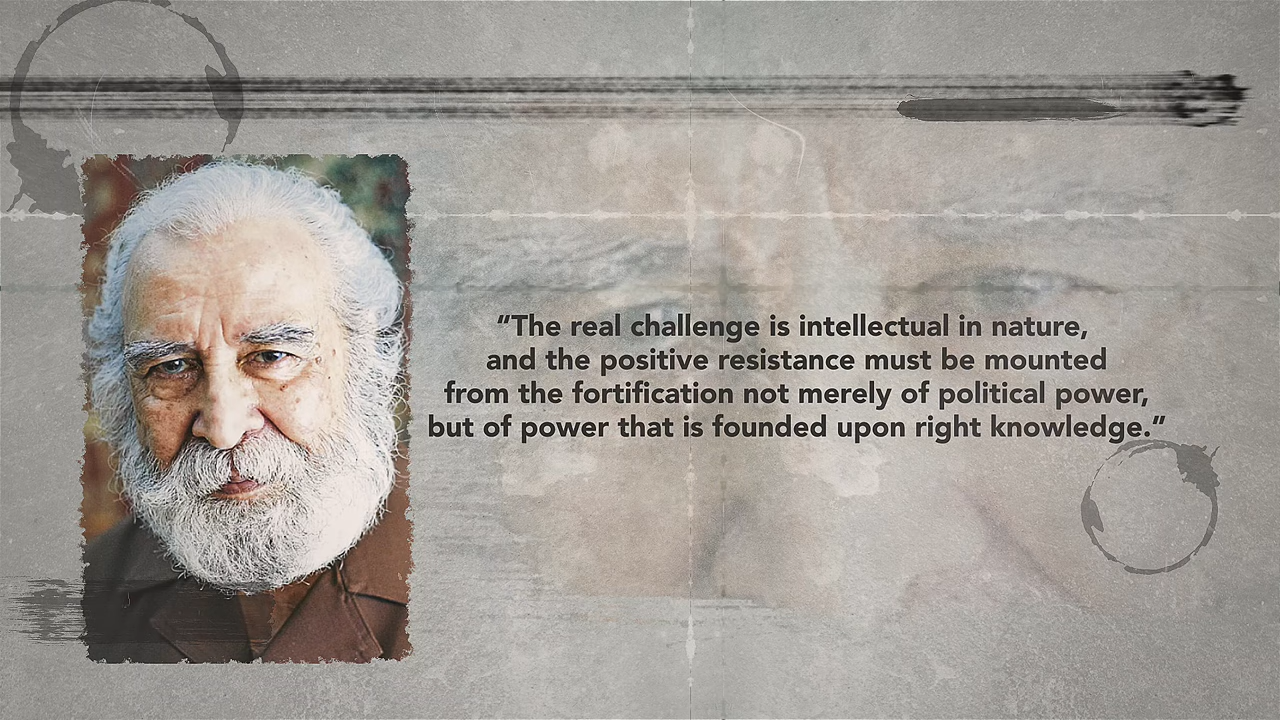 “The real challenge is intellectual in nature,
and the positive resistance must be mounted
from the fortification not merely of political power,
but of power that is founded upon right knowledge.”